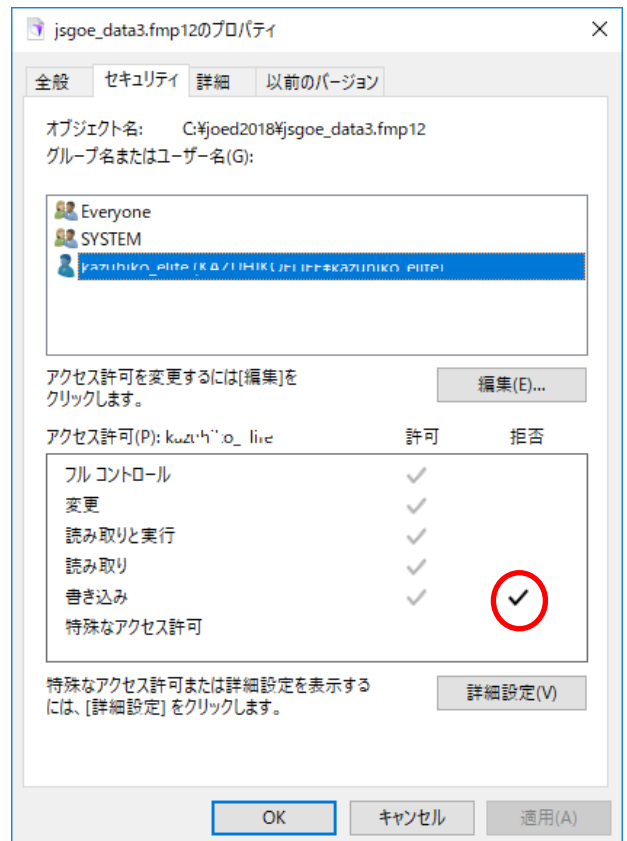 jsgoe_data3.fmp12のプロパティ
全般 セキュリティ 詳細 以前のバージョン
オブジェクト名: C:¥joed2018¥jsgoe_data3.fmp12
グループ名またはユーザー名(G):
Everyone
SYSTEM
アクセス許可を変更するには[編集]を
クリックします。
編集(E)...
アクセス許可(P): 許可 拒否
フル コントロール
変更
読み取りと実行
読み取り
書き込み
特殊なアクセス許可
特殊なアクセス許可または詳細設定を表示する
には、[詳細設定] をクリックします。
詳細設定(V)
OK キャンセル 適用(A)